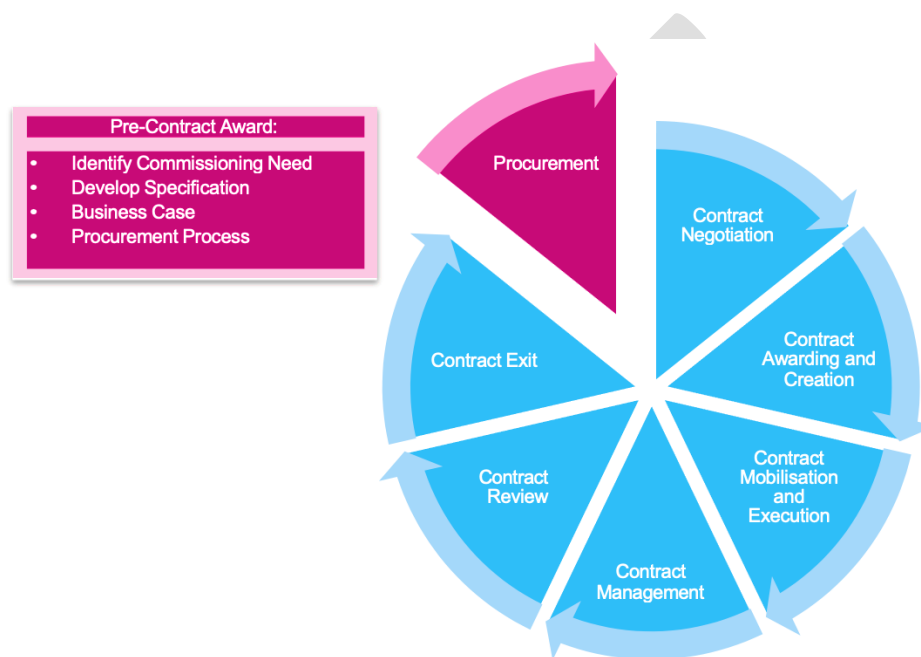 Pre-Contract Award:
• Identify Commissioning Need
• Develop Specification
• Business Case
• Procurement Process
Procurement
Contract
Negotiation
Contract
Awarding and
Creation
Contract
Mobilisation
and
Execution
Contract
Management
Contract
Review
Contract Exit